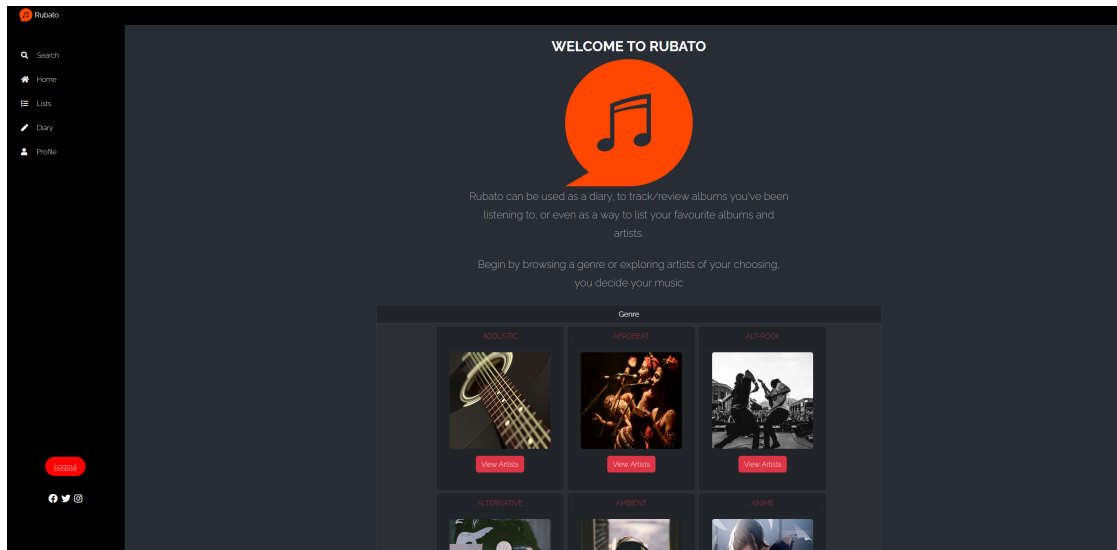 Rubato
Search
Home
Lists
Diary
Profile
Logout
WELCOME TO RUBATO
Rubato can be used as a diary, to track/review albums you've been
listening to, or even as a way to list your favourite albums and
artists.
Begin by browsing a genre or exploring artists of your choosing,
you decide your music
Genre
ACOUSTIC
AFROBEAT
ALT-ROCK
View Artists
View Artists
View Artists
ALTERNATIVE
AMBIENT
ANIME